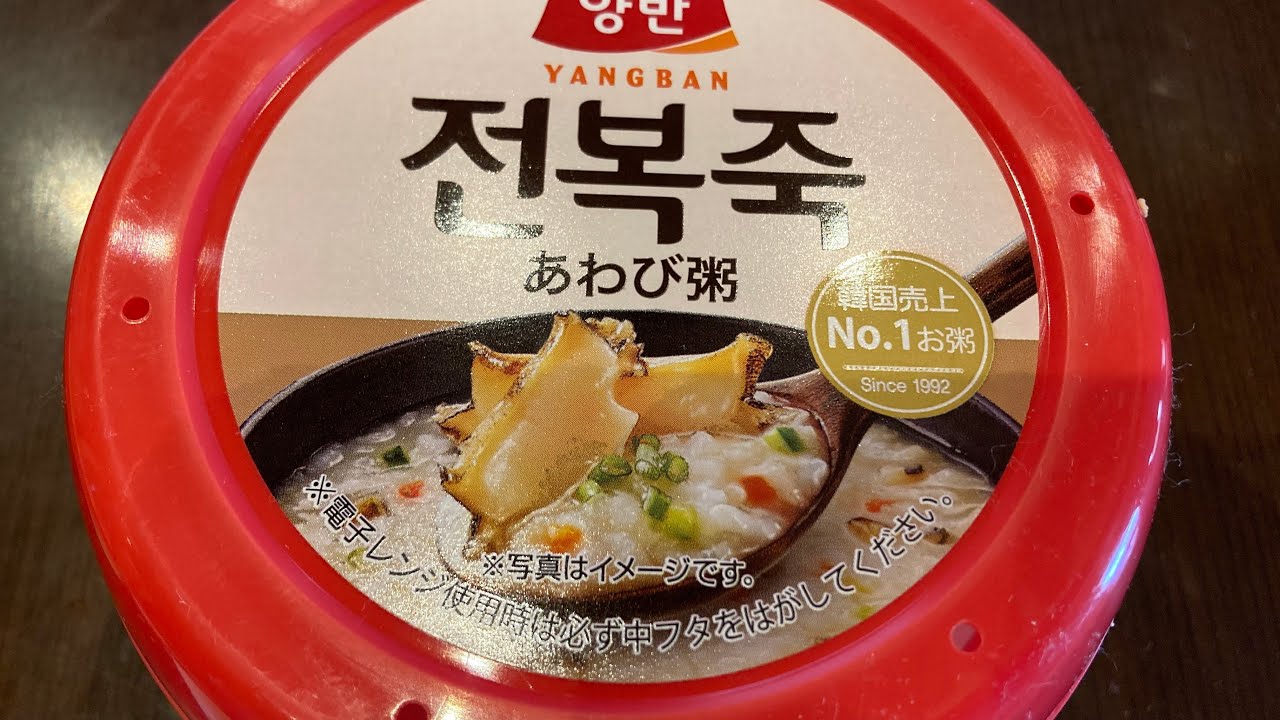 양반
YANGBAN
전복죽
あわび粥
韓国売上
No.1お粥
Since 1992
※写真はイメージです。
※電子レンジ使用時は必ず中フタをはがしてください。